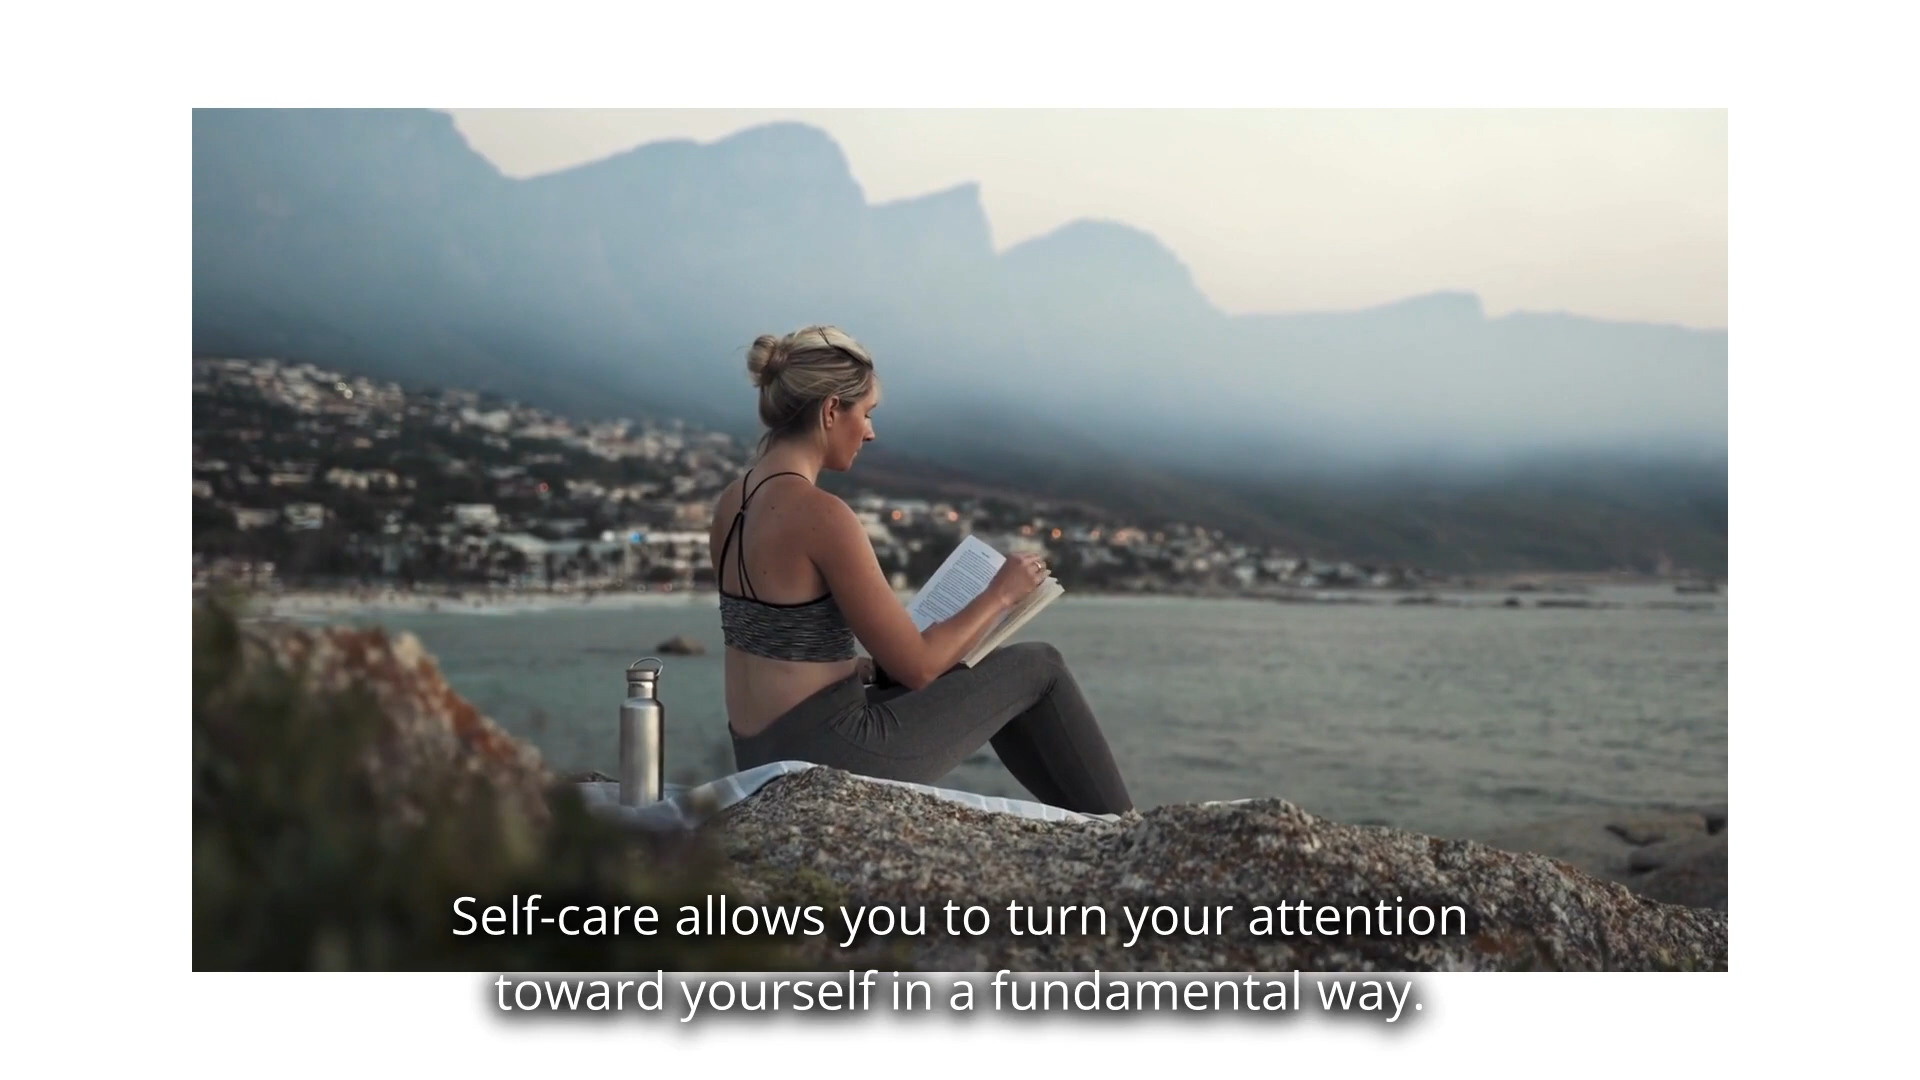 Self-care allows you to turn your attention
toward yourself in a fundamental way.